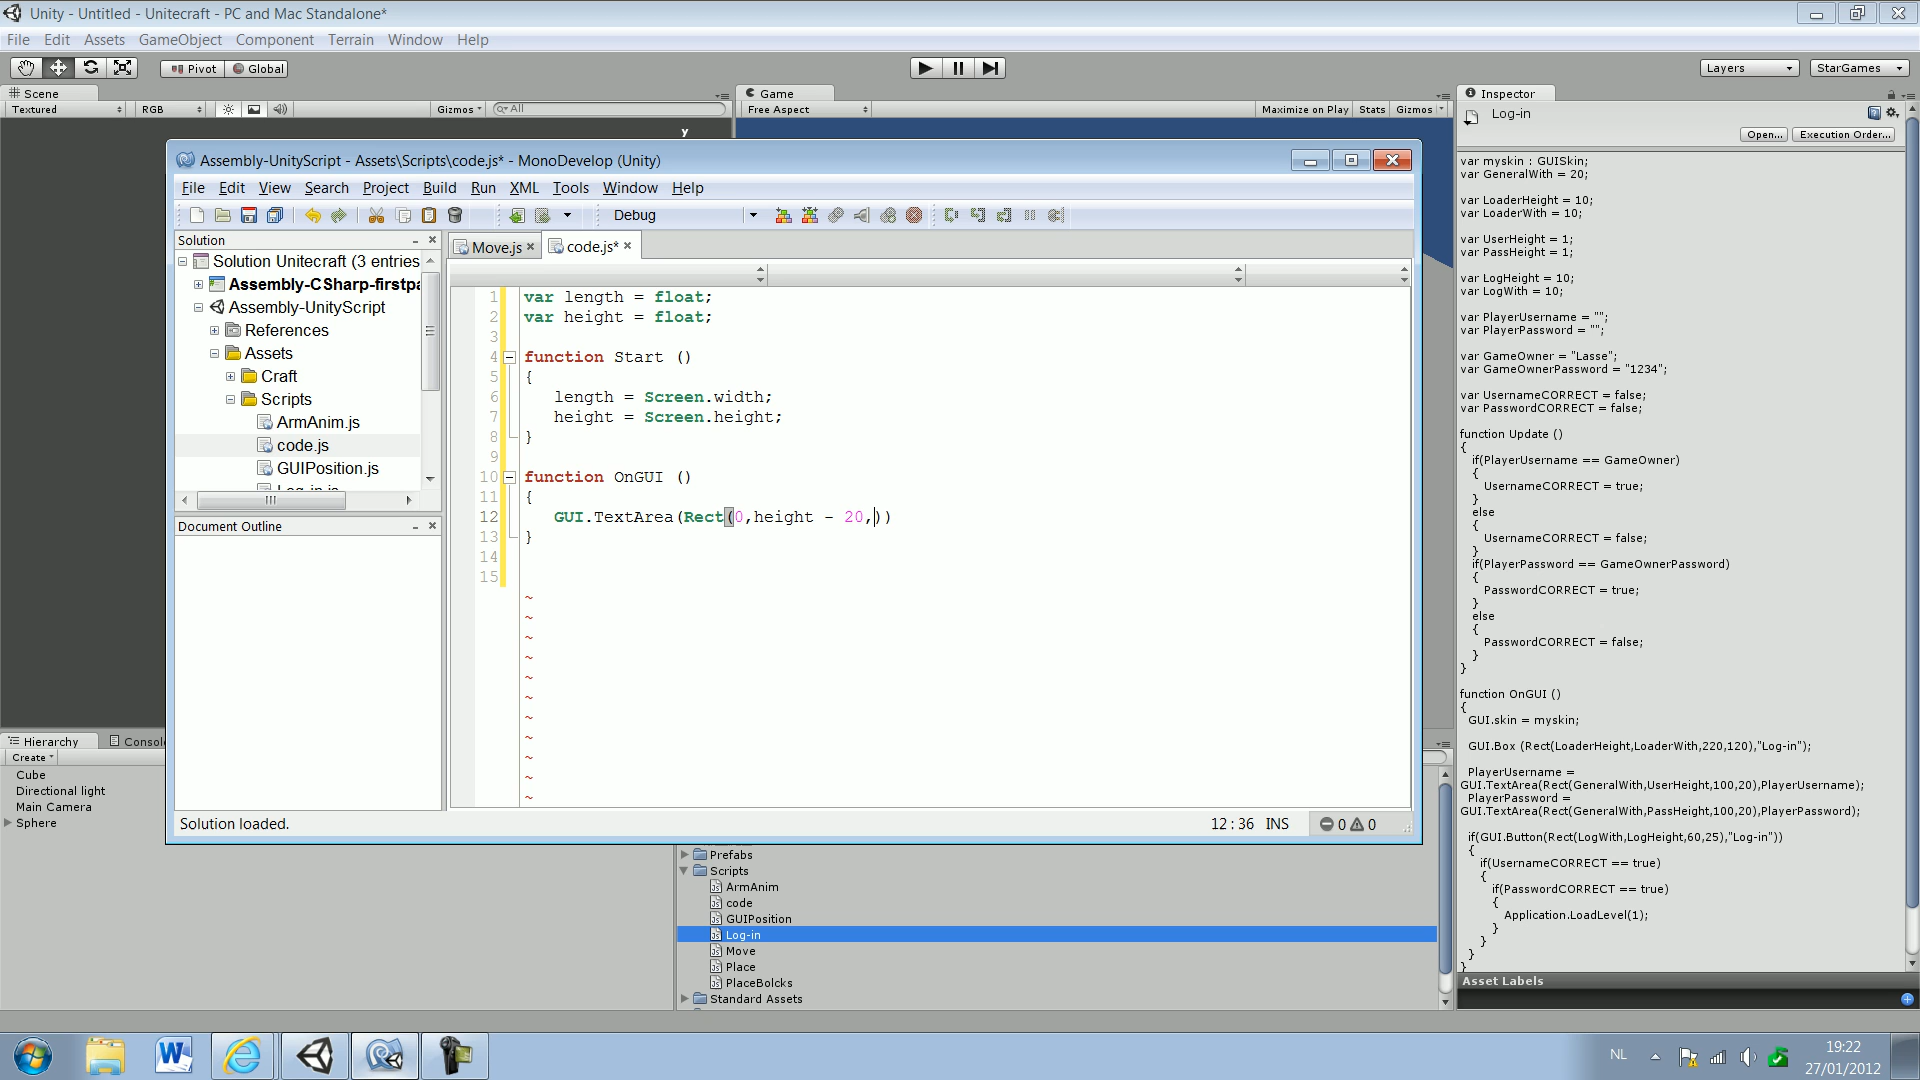 Unity - Untitled - Unitecraft - PC and Mac Standalone*
File Edit Assets GameObject Component Terrain Window Help
Pivot Global Layers StarGames
Scene
Textured RGB Gizmos All
Game
Free Aspect Maximize on Play Stats Gizmos
y
Assembly-UnityScript - Assets\Scripts\code.js* - MonoDevelop (Unity)
File Edit View Search Project Build Run XML Tools Window Help
Debug
Solution
Solution Unitecraft (3 entries
Assembly-CSharp-firstpa
Assembly-UnityScript
References
Assets
Craft
Scripts
ArmAnim.js
code.js
GUIPosition.js
Log-in.js
Document Outline
Move.js code.js*
1 var length = float;
2 var height = float;
3
4 function Start ()
5 {
6 length = Screen.width;
7 height = Screen.height;
8 }
9
10 function OnGUI ()
11 {
12 GUI.TextArea(Rect(0,height - 20,))
13 }
14
15
~
~
~
~
~
~
~
~
~
~
~
Solution loaded. 12 : 36 INS 0 0
Hierarchy Console
Create
Cube
Directional light
Main Camera
Sphere
Prefabs
Scripts
ArmAnim
code
GUIPosition
Log-in
Move
Place
PlaceBolcks
Standard Assets
Inspector
Log-in
Open... Execution Order...
var myskin : GUISkin;
var GeneralWith = 20;
var LoaderHeight = 10;
var LoaderWith = 10;
var UserHeight = 1;
var PassHeight = 1;
var LogHeight = 10;
var LogWith = 10;
var PlayerUsername = "";
var PlayerPassword = "";
var GameOwner = "Lasse";
var GameOwnerPassword = "1234";
var UsernameCORRECT = false;
var PasswordCORRECT = false;
function Update ()
{
if(PlayerUsername == GameOwner)
{
UsernameCORRECT = true;
}
else
{
UsernameCORRECT = false;
}
if(PlayerPassword == GameOwnerPassword)
{
PasswordCORRECT = true;
}
else
{
PasswordCORRECT = false;
}
}
function OnGUI ()
{
GUI.skin = myskin;
GUI.Box (Rect(LoaderHeight,LoaderWith,220,120),"Log-in");
PlayerUsername =
GUI.TextArea(Rect(GeneralWith,UserHeight,100,20),PlayerUsername);
PlayerPassword =
GUI.TextArea(Rect(GeneralWith,PassHeight,100,20),PlayerPassword);
if(GUI.Button(Rect(LogWith,LogHeight,60,25),"Log-in"))
{
if(UsernameCORRECT == true)
{
if(PasswordCORRECT == true)
{
Application.LoadLevel(1);
}
}
}
}
Asset Labels
NL 19:22
27/01/2012